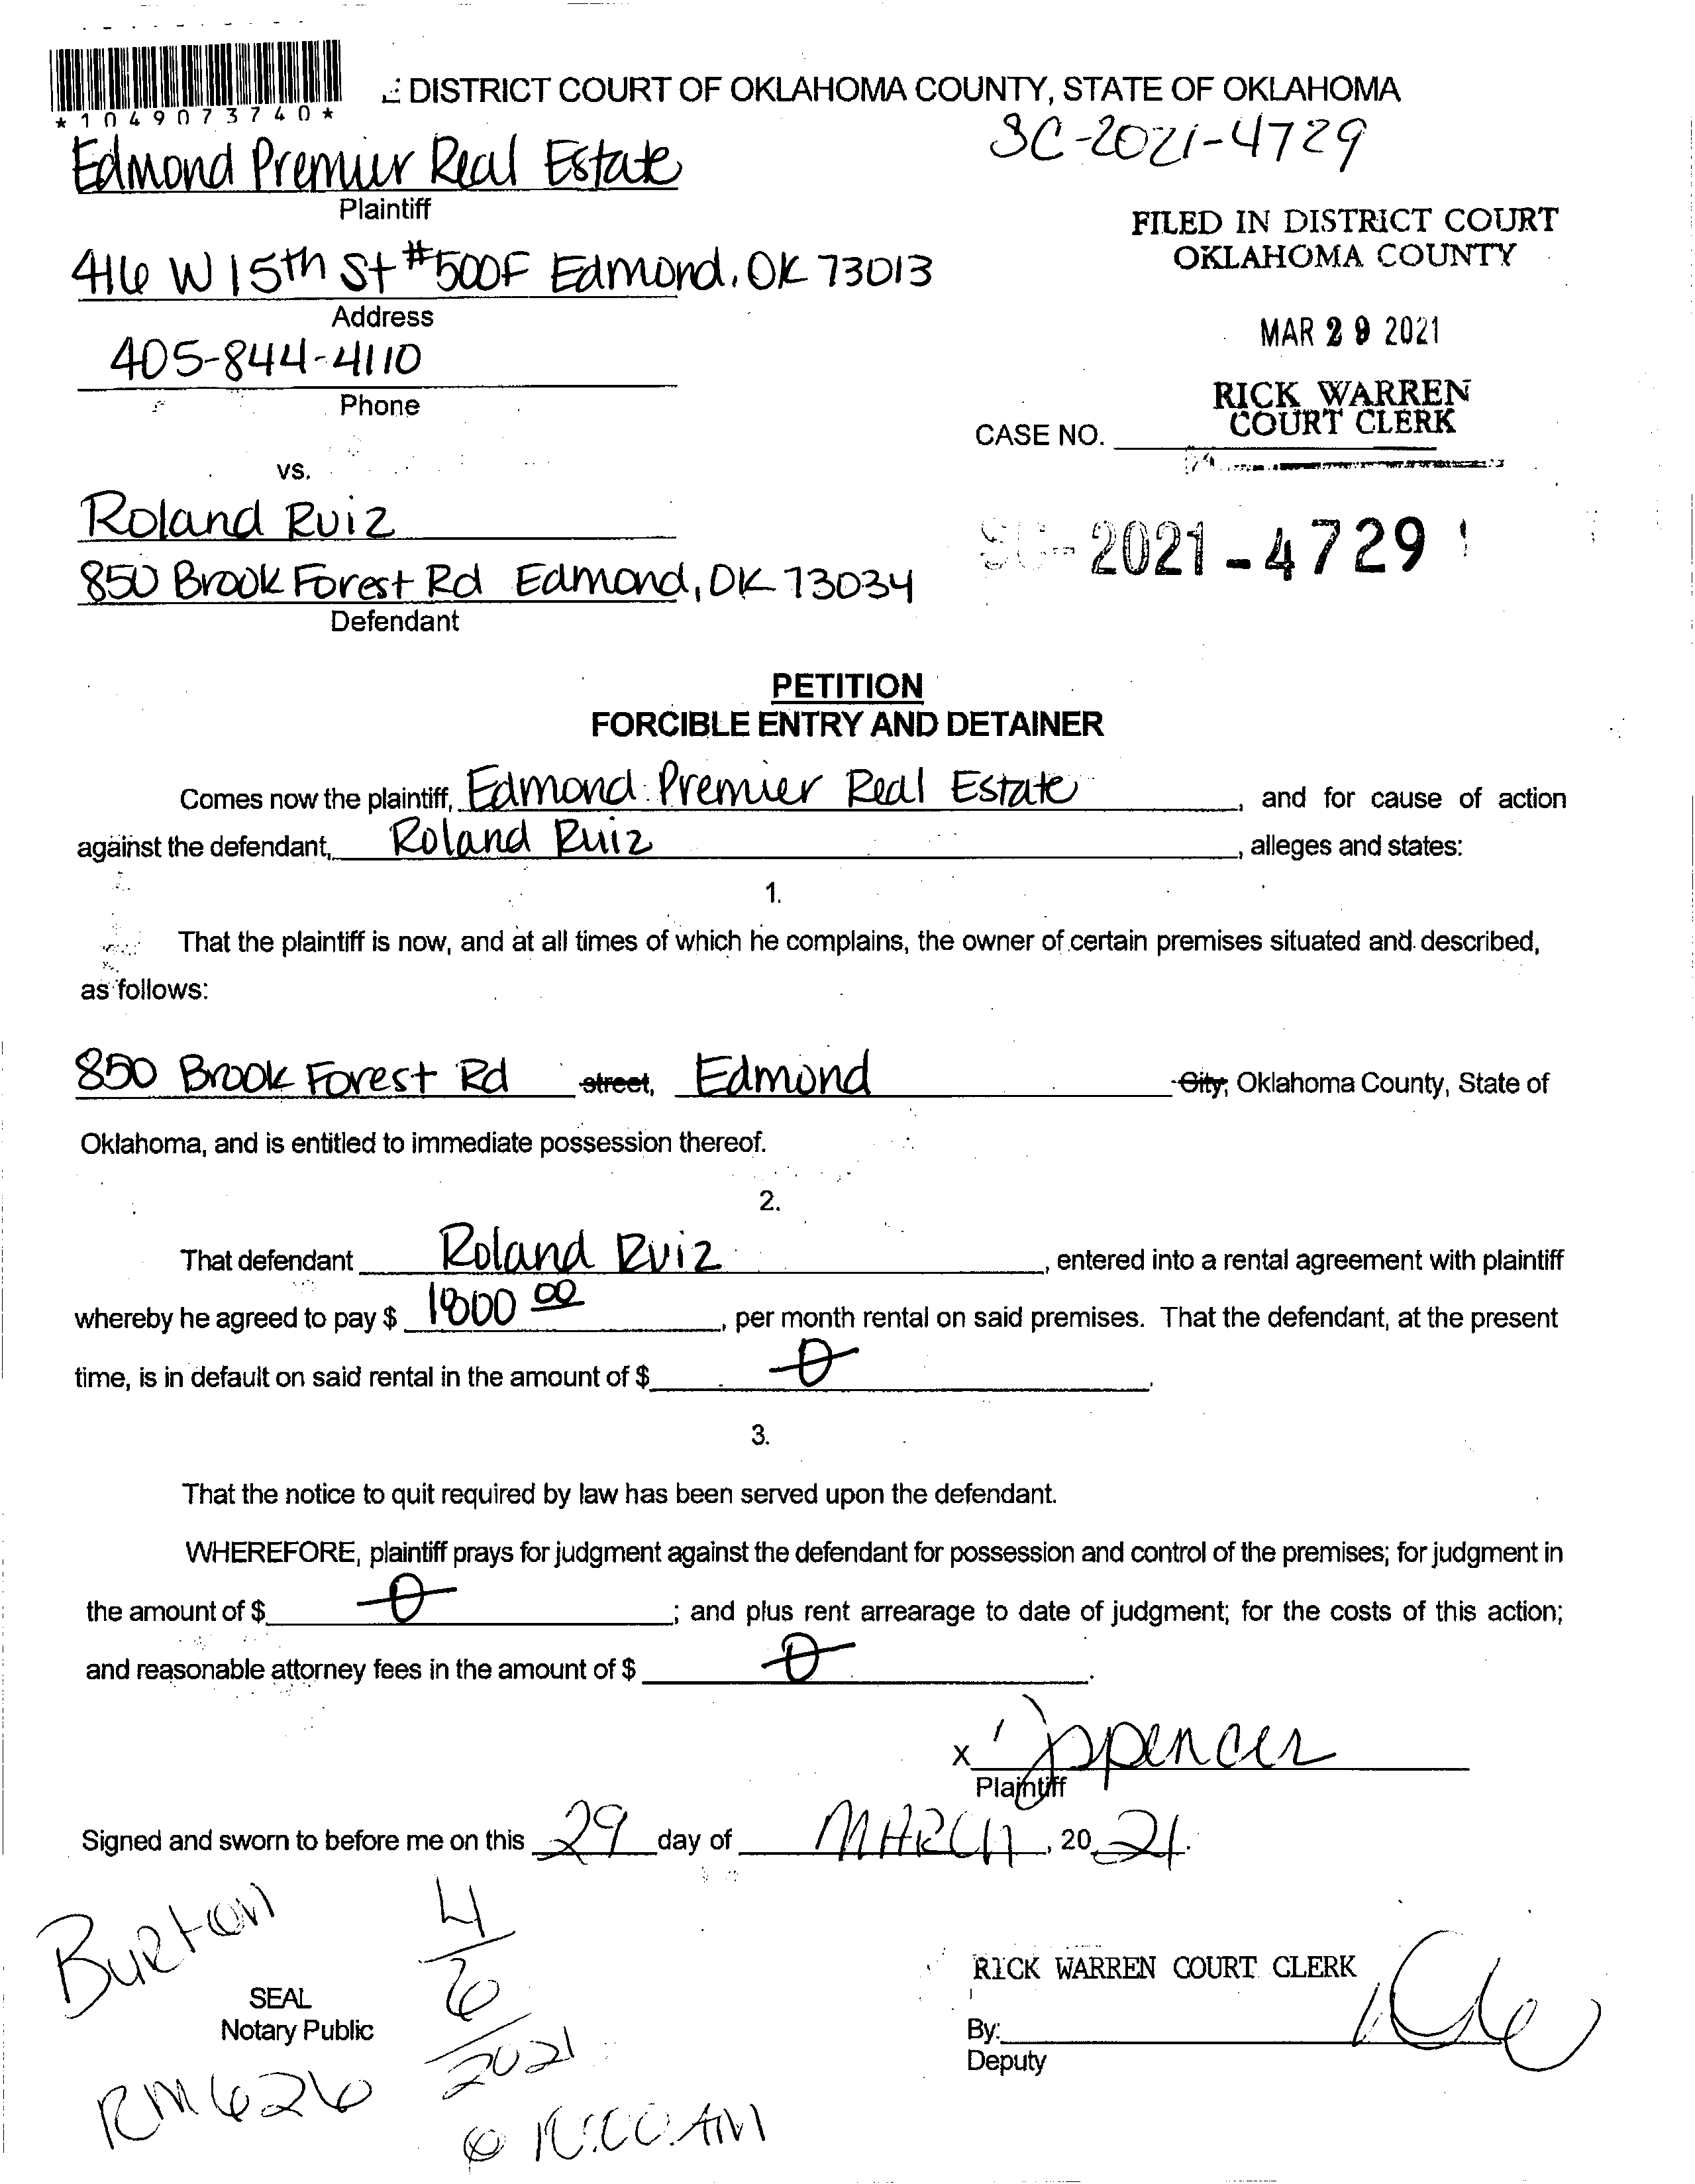 *1049073740*
DISTRICT COURT OF OKLAHOMA COUNTY, STATE OF OKLAHOMA
SC-2021-4729
Edmond Premier Real Estate
Plaintiff
FILED IN DISTRICT COURT
OKLAHOMA COUNTY
416 W 15th St #500F Edmond, OK 73013
Address
MAR 29 2021
405-844-4110
Phone
RICK WARREN
COURT CLERK
CASE NO.
vs.
Roland Ruiz
SC-2021-4729
850 Brook Forest Rd Edmond, OK 73034
Defendant
PETITION
FORCIBLE ENTRY AND DETAINER
Comes now the plaintiff, Edmond Premier Real Estate, and for cause of action
against the defendant, Roland Ruiz, alleges and states:
1.
That the plaintiff is now, and at all times of which he complains, the owner of certain premises situated and described,
as follows:
850 Brook Forest Rd street, Edmond City, Oklahoma County, State of
Oklahoma, and is entitled to immediate possession thereof.
2.
That defendant Roland Ruiz, entered into a rental agreement with plaintiff
whereby he agreed to pay $ 1800 00, per month rental on said premises. That the defendant, at the present
time, is in default on said rental in the amount of $ 0.
3.
That the notice to quit required by law has been served upon the defendant.
WHEREFORE, plaintiff prays for judgment against the defendant for possession and control of the premises; for judgment in
the amount of $ 0; and plus rent arrearage to date of judgment; for the costs of this action;
and reasonable attorney fees in the amount of $ 0.
x Spencer
Plaintiff
Signed and sworn to before me on this 29 day of MARCH, 2021.
Burton
4/6/2021
SEAL
Notary Public
RICK WARREN COURT CLERK
By:
Deputy
RM 626
@ 10:00 AM